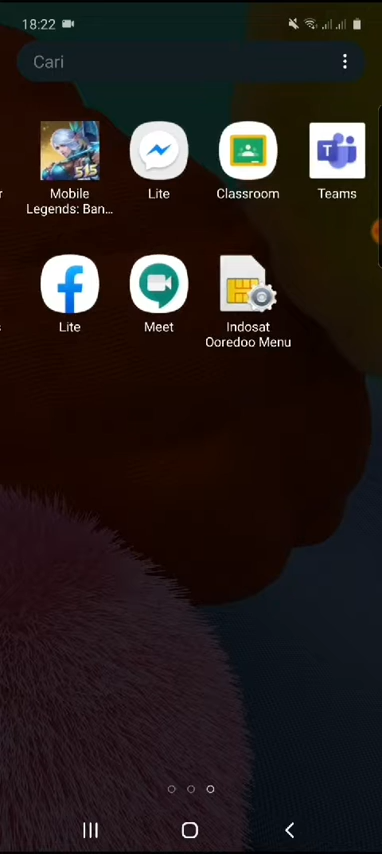 18:22
Cari
r
Mobile
Legends: Ban...
Lite
Classroom
Teams
s
Lite
Meet
Indosat
Ooredoo Menu